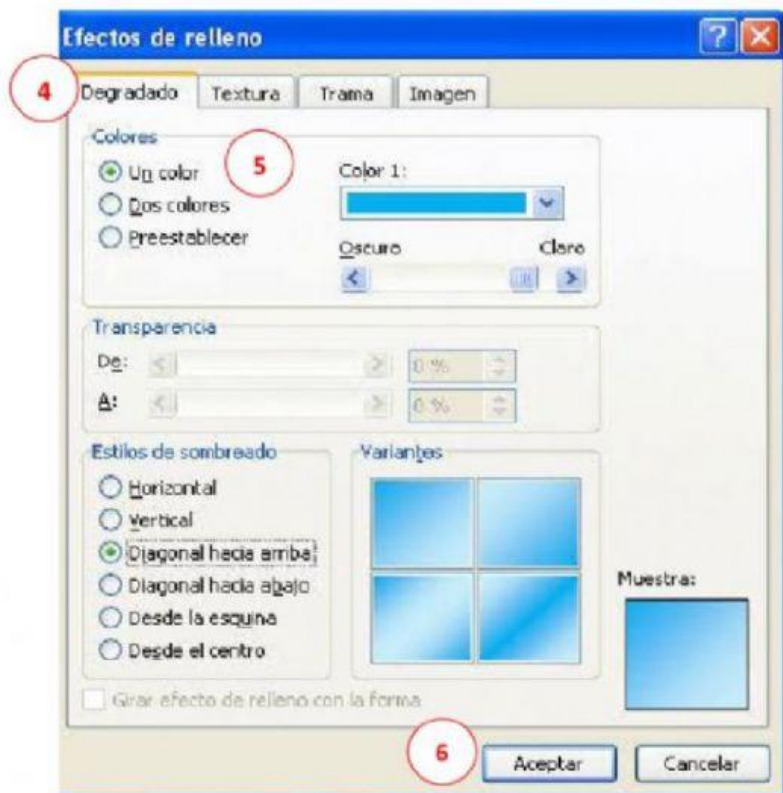 Efectos de relleno
4
Degradado Textura Trama Imagen
Colores
Un color
5
Dos colores
Preestablecer
Color 1:
Oscuro Claro
Transparencia
De: 0 %
A: 0 %
Estilos de sombreado
Horizontal
Vertical
Diagonal hacia arriba
Diagonal hacia abajo
Desde la esquina
Desde el centro
Variantes
Muestra:
Girar efecto de relleno con la forma
6
Aceptar Cancelar